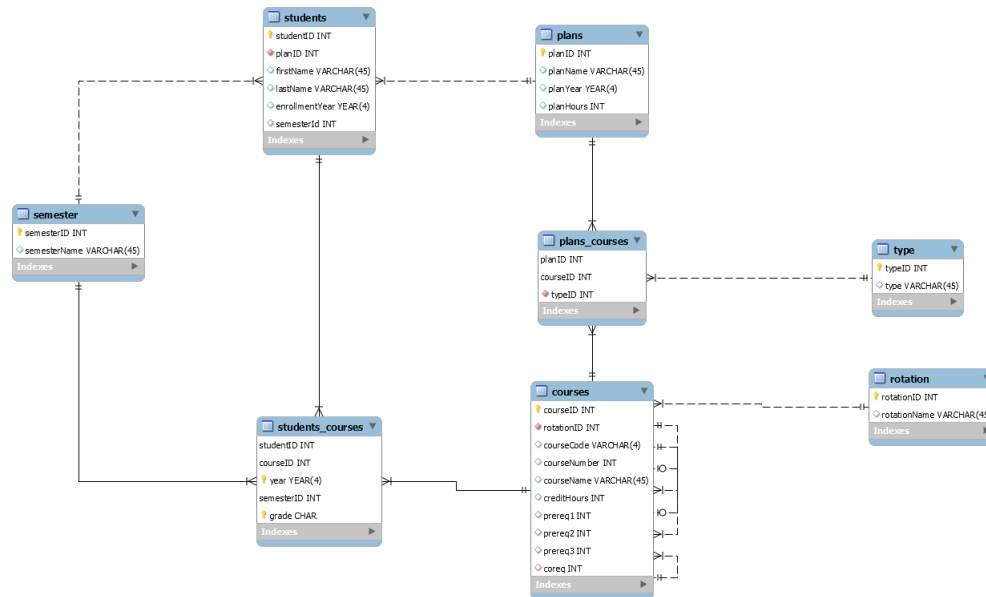 students
studentID INT
planID INT
firstName VARCHAR(45)
lastName VARCHAR(45)
enrollmentYear YEAR(4)
semesterId INT
Indexes
plans
planID INT
planName VARCHAR(45)
planYear YEAR(4)
planHours INT
Indexes
semester
semesterID INT
semesterName VARCHAR(45)
Indexes
plans_courses
planID INT
courseID INT
typeID INT
Indexes
type
typeID INT
type VARCHAR(45)
Indexes
courses
courseID INT
rotationID INT
courseCode VARCHAR(4)
courseNumber INT
courseName VARCHAR(45)
creditHours INT
prereq1 INT
prereq2 INT
prereq3 INT
coreq INT
Indexes
rotation
rotationID INT
rotationName VARCHAR(45
Indexes
students_courses
studentID INT
courseID INT
year YEAR(4)
semesterID INT
grade CHAR
Indexes